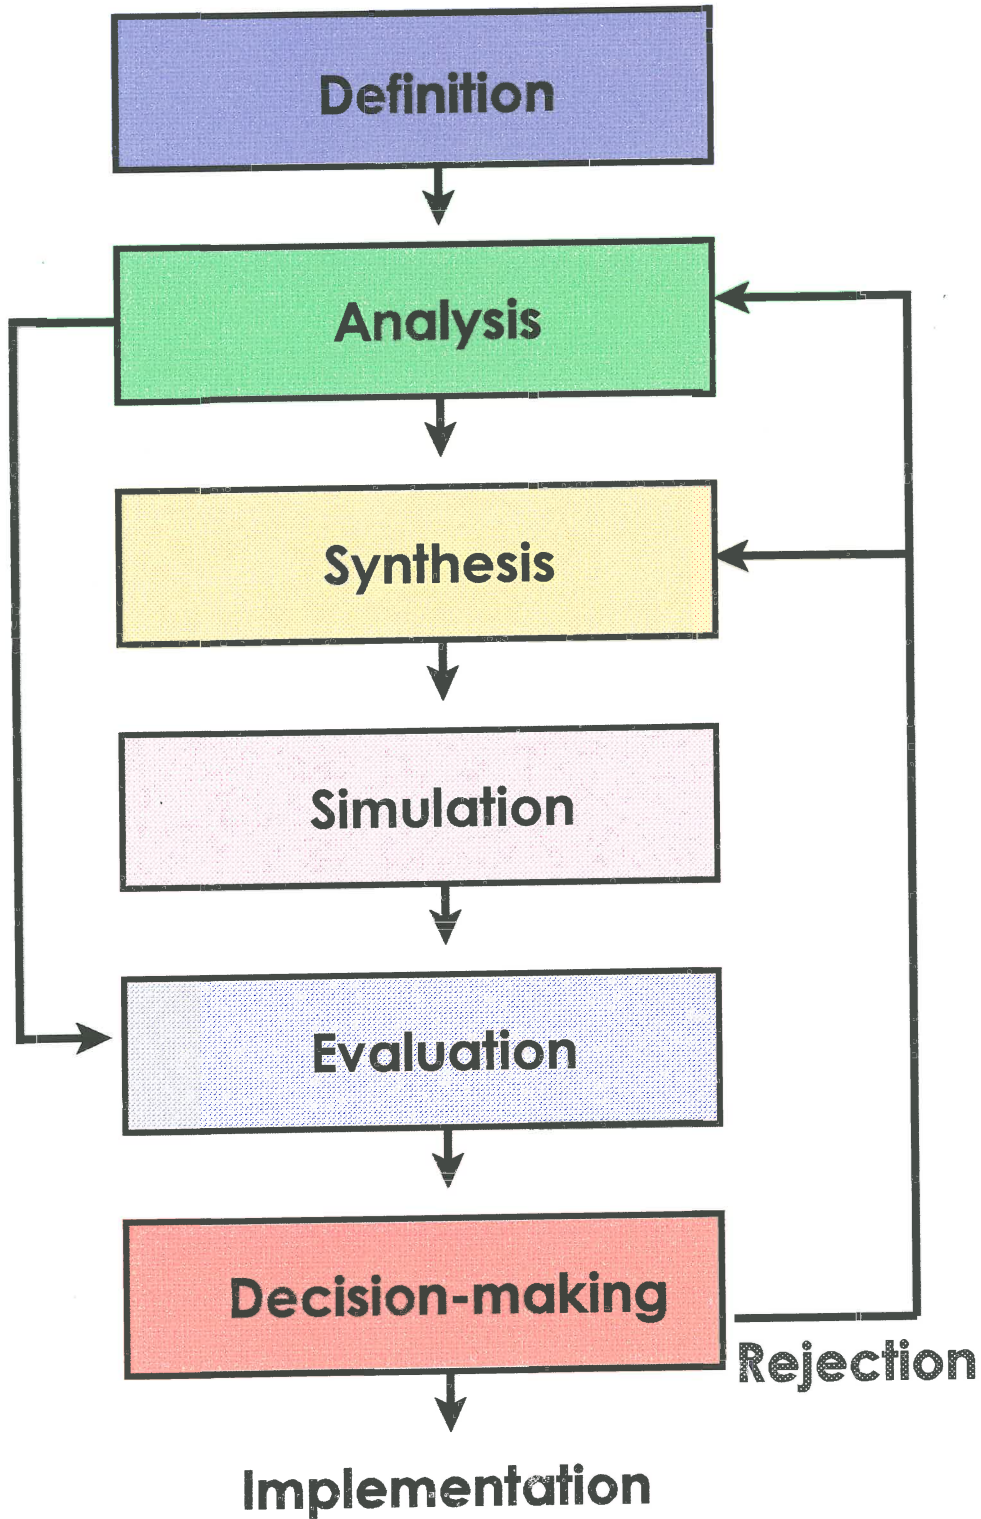 Definition
Analysis
Synthesis
Simulation
Evaluation
Decision-making
Rejection
Implementation